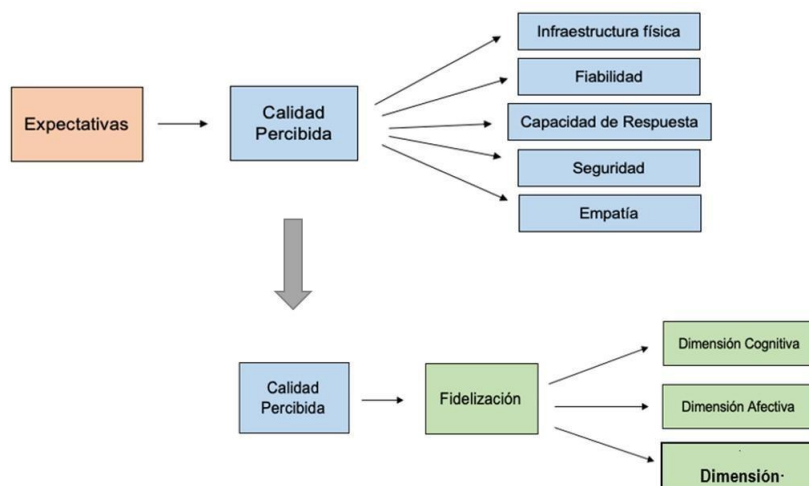 Infraestructura física
Fiabilidad
Expectativas
Calidad
Percibida
Capacidad de Respuesta
Seguridad
Empatía
Dimensión Cognitiva
Calidad
Percibida
Fidelización
Dimensión Afectiva
Dimensión